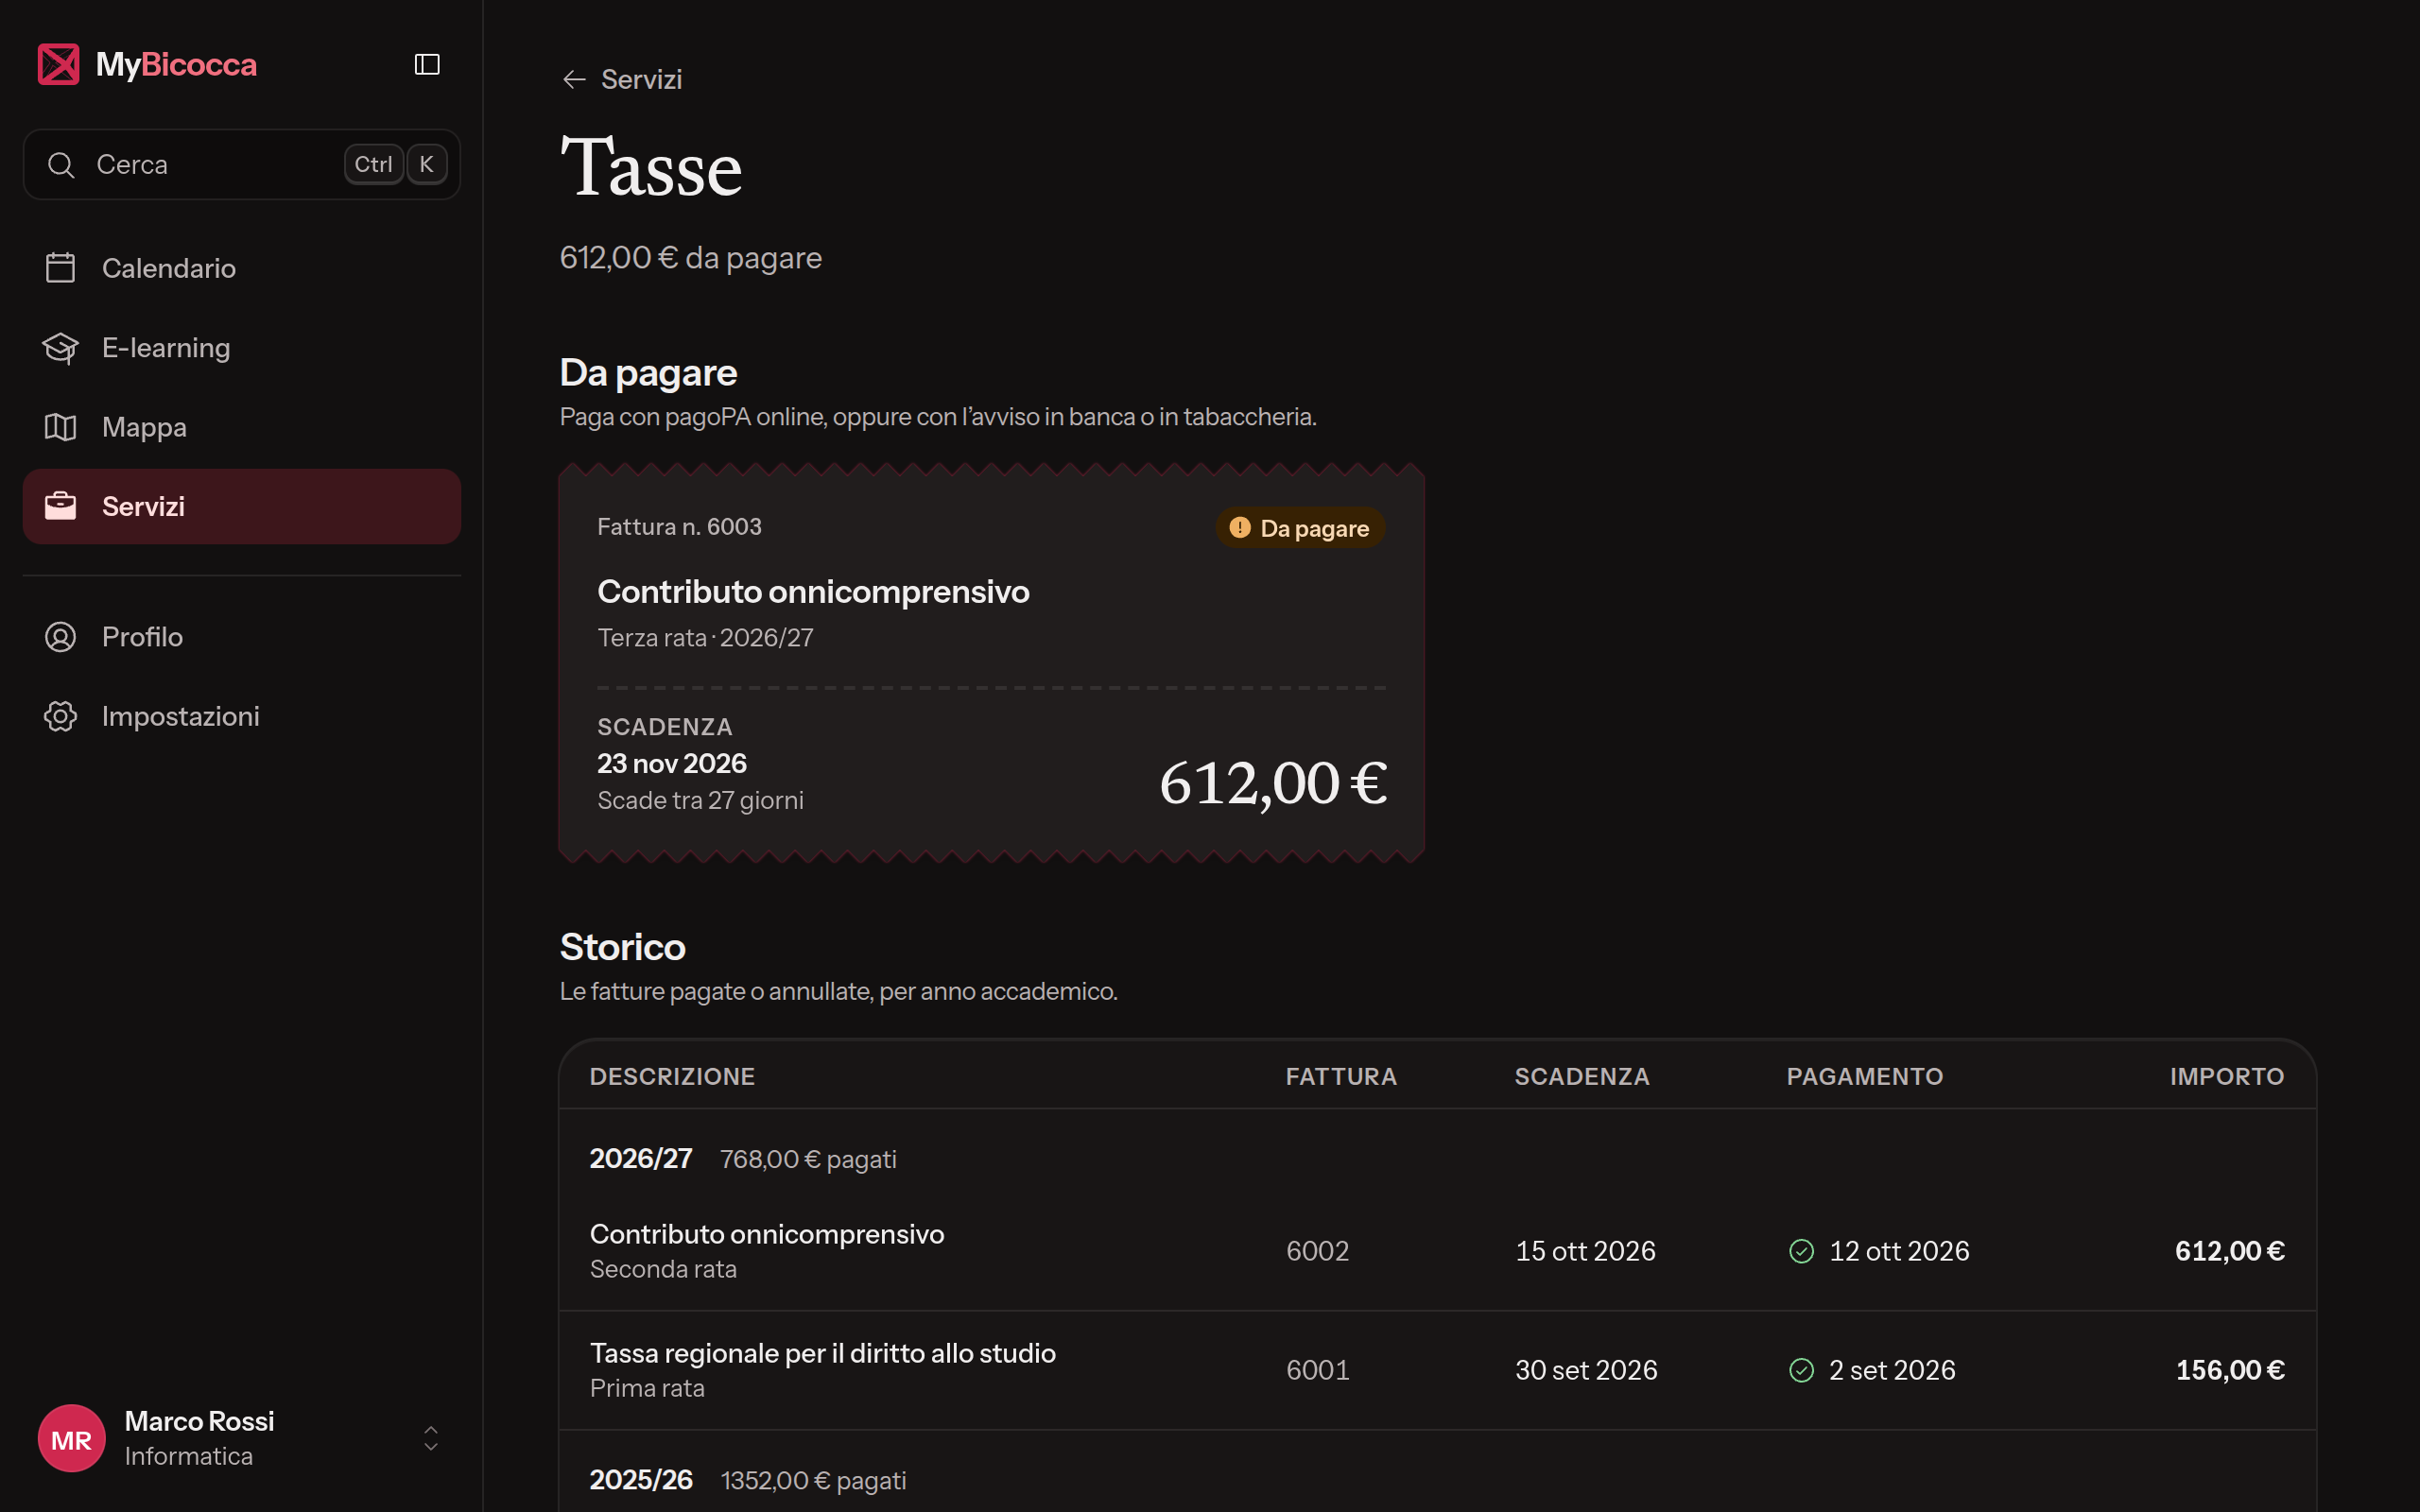 MyBicocca
Cerca Ctrl K
Calendario
E-learning
Mappa
Servizi
Profilo
Impostazioni
MR
Marco Rossi
Informatica
Servizi
Tasse
612,00 € da pagare
Da pagare
Paga con pagoPA online, oppure con l’avviso in banca o in tabaccheria.
Fattura n. 6003
Da pagare
Contributo onnicomprensivo
Terza rata · 2026/27
SCADENZA
23 nov 2026
Scade tra 27 giorni
612,00 €
Storico
Le fatture pagate o annullate, per anno accademico.
DESCRIZIONE FATTURA SCADENZA PAGAMENTO IMPORTO
2026/27 768,00 € pagati
Contributo onnicomprensivo
Seconda rata
6002 15 ott 2026 12 ott 2026 612,00 €
Tassa regionale per il diritto allo studio
Prima rata
6001 30 set 2026 2 set 2026 156,00 €
2025/26 1352,00 € pagati